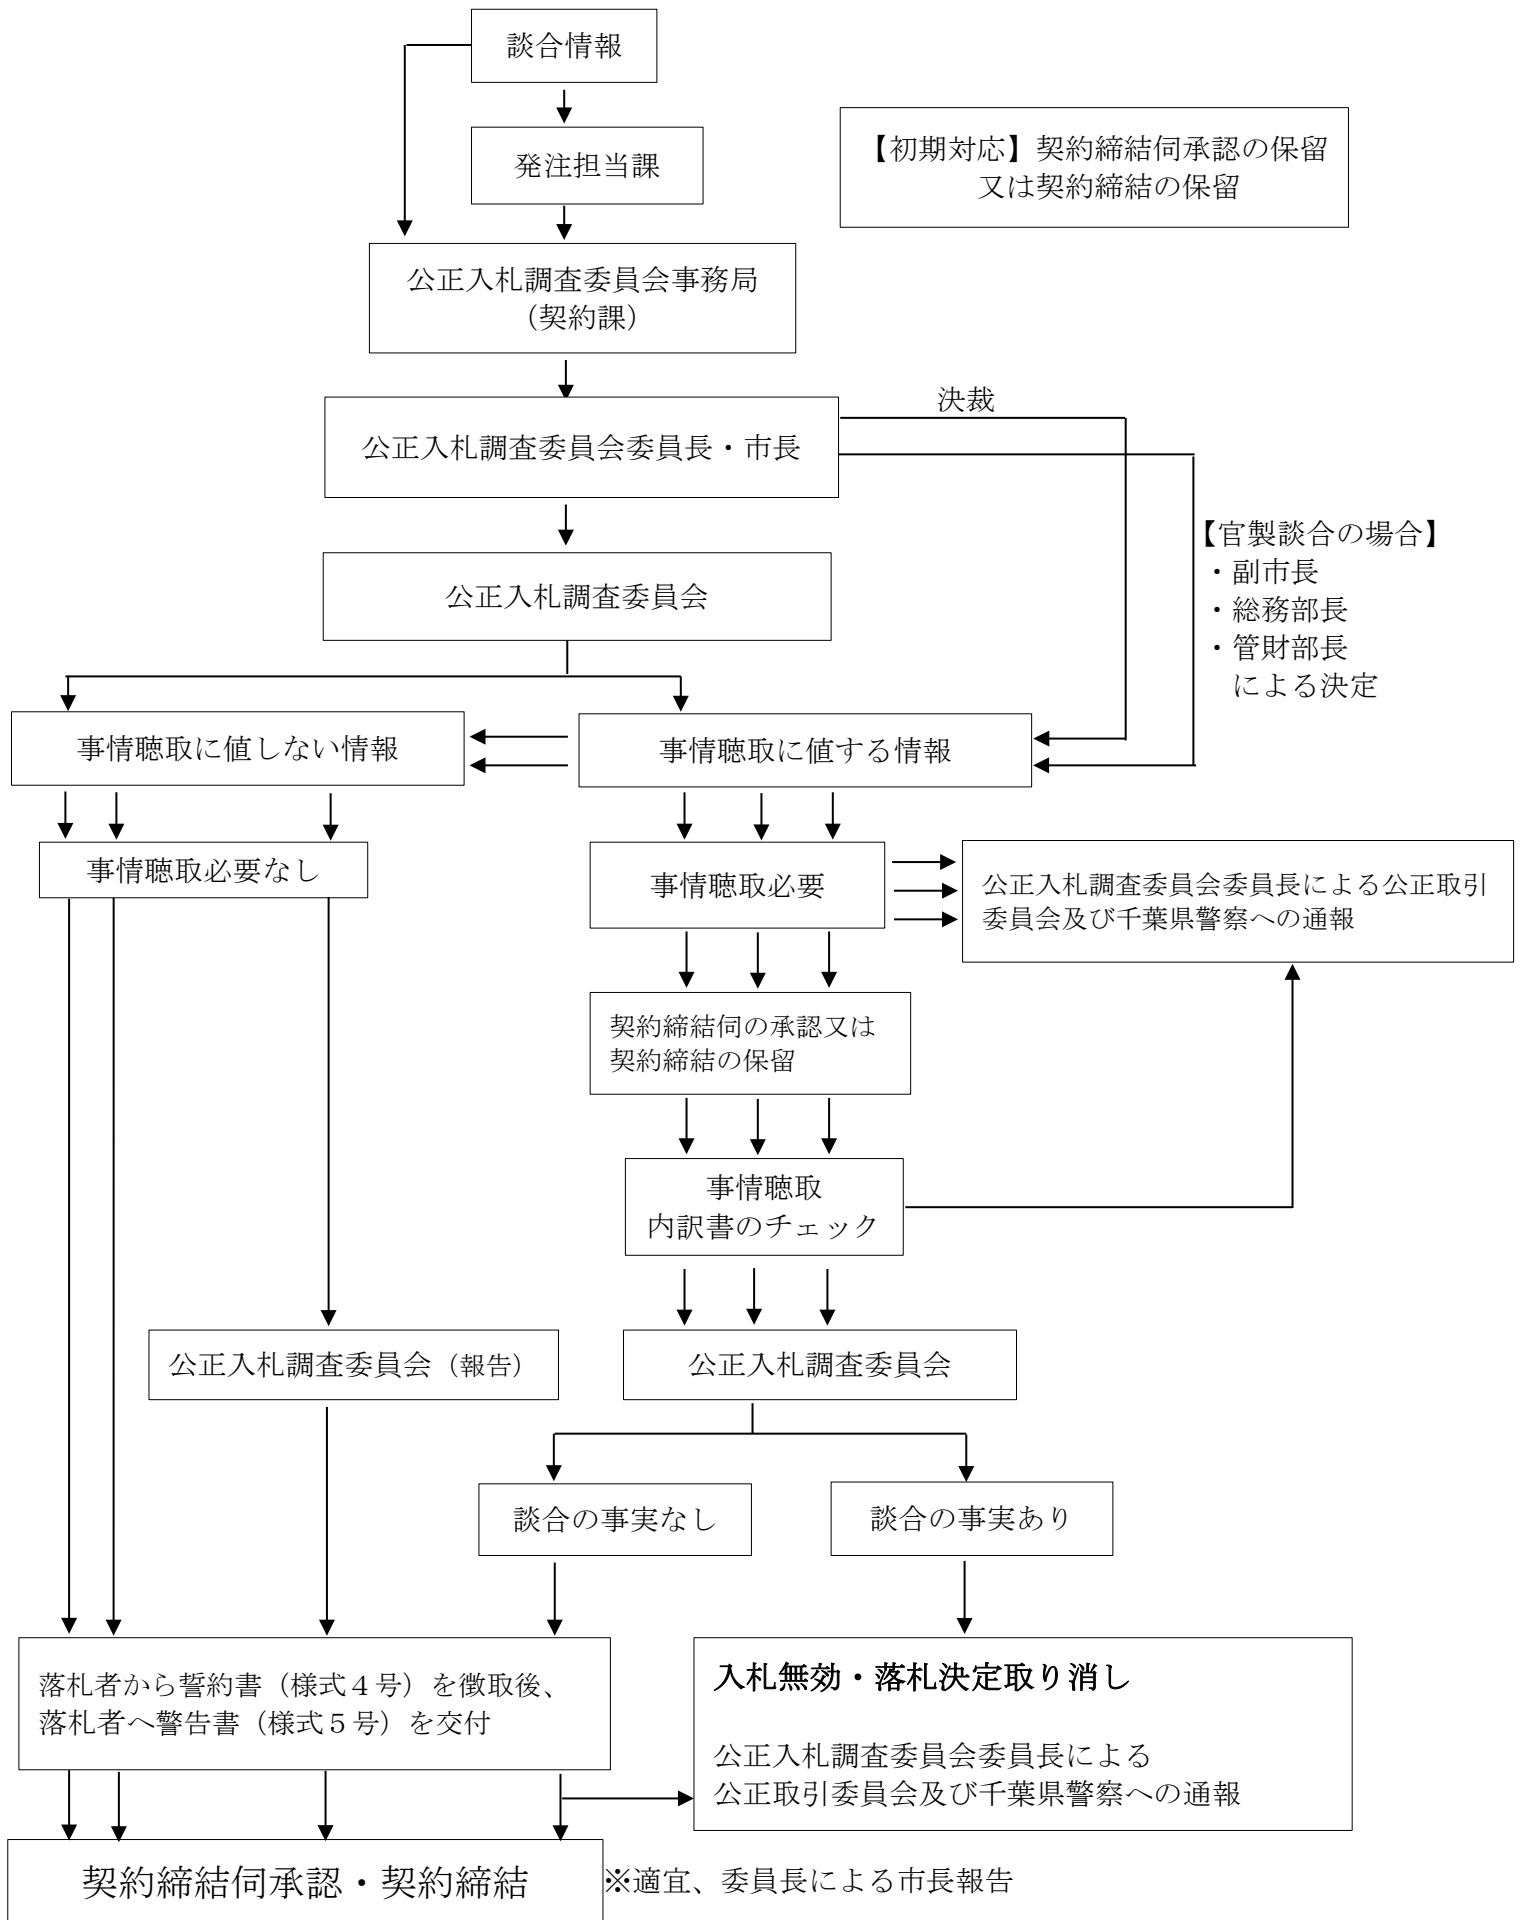 談合情報
発注担当課
【初期対応】契約締結伺承認の保留
又は契約締結の保留
公正入札調査委員会事務局
（契約課）
決裁
公正入札調査委員会委員長・市長
【官製談合の場合】
・副市長
・総務部長
・管財部長
による決定
公正入札調査委員会
事情聴取に値しない情報
事情聴取に値する情報
事情聴取必要なし
事情聴取必要
公正入札調査委員会委員長による公正取引
委員会及び千葉県警察への通報
契約締結伺の承認又は
契約締結の保留
事情聴取
内訳書のチェック
公正入札調査委員会（報告）
公正入札調査委員会
談合の事実なし
談合の事実あり
落札者から誓約書（様式４号）を徴取後、
落札者へ警告書（様式５号）を交付
入札無効・落札決定取り消し
公正入札調査委員会委員長による
公正取引委員会及び千葉県警察への通報
契約締結伺承認・契約締結
※適宜、委員長による市長報告